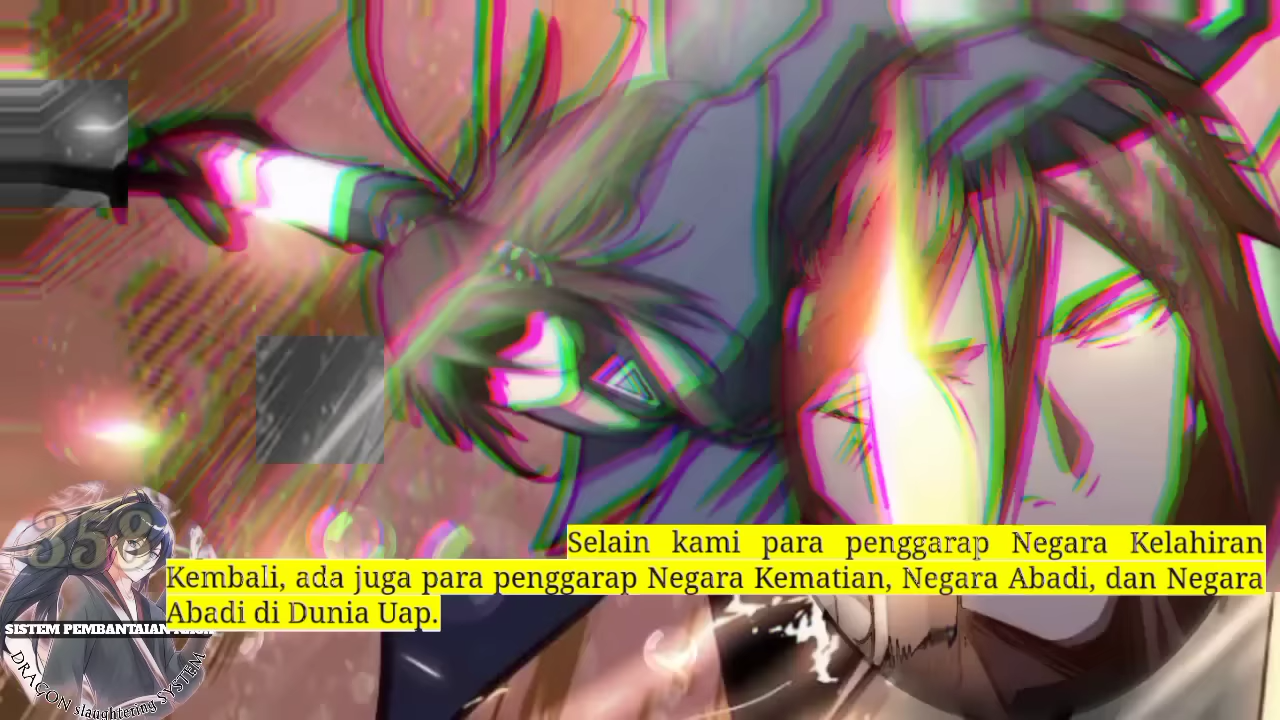 Selain kami para penggarap Negara Kelahiran
Kembali, ada juga para penggarap Negara Kematian, Negara Abadi, dan Negara
Abadi di Dunia Uap.
358
SISTEM PEMBANTAIAN
DRAGON slaughtering SYSTEM